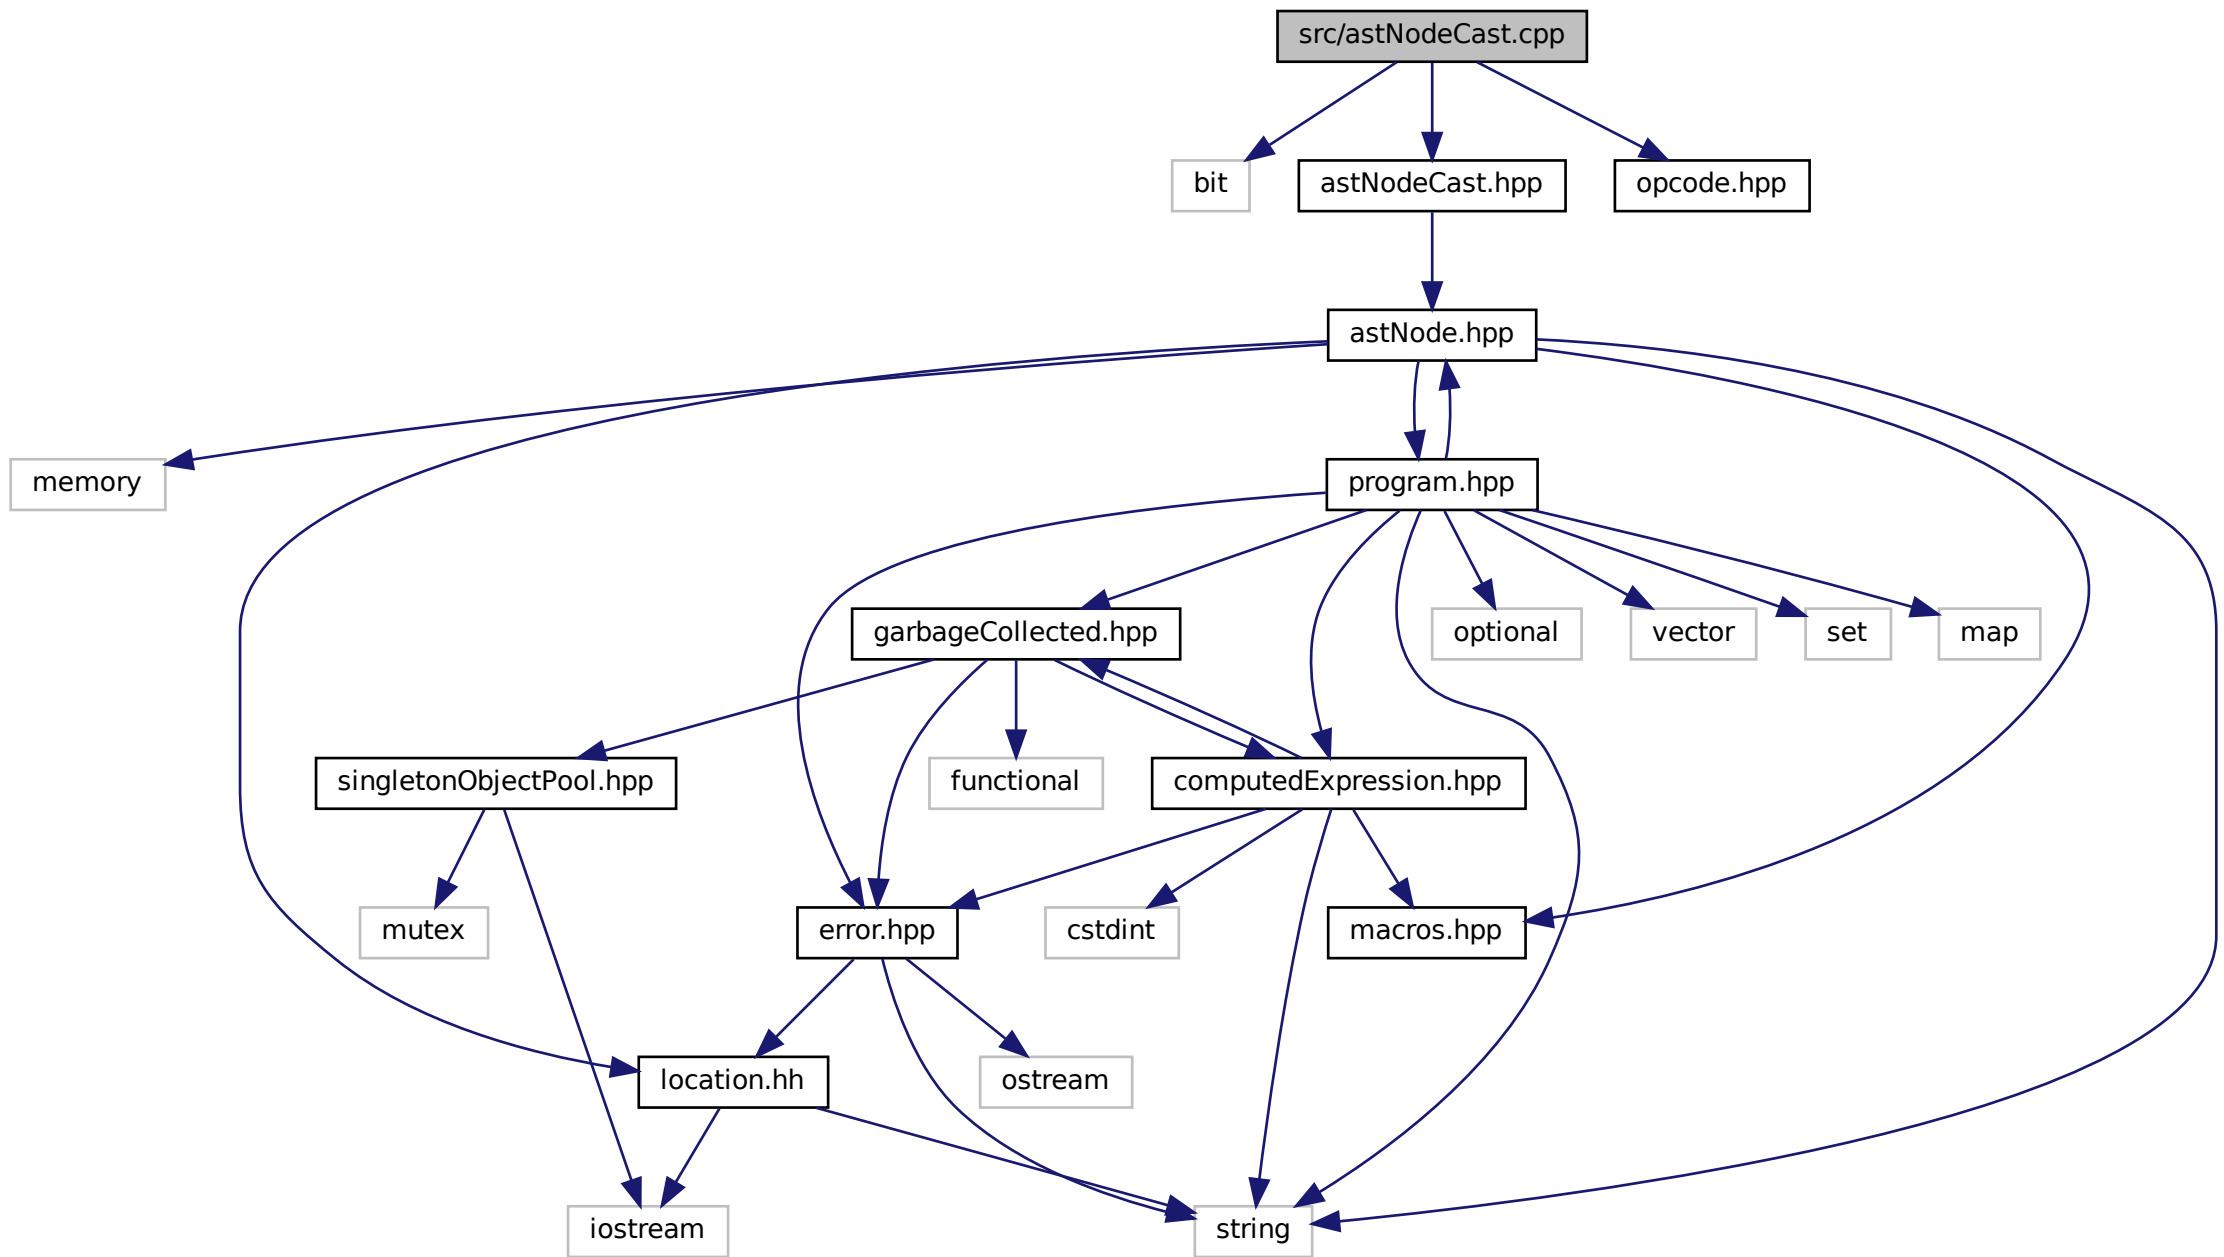 src/astNodeCast.cpp
bit
astNodeCast.hpp
opcode.hpp
astNode.hpp
memory
program.hpp
garbageCollected.hpp
optional
vector
set
map
singletonObjectPool.hpp
functional
computedExpression.hpp
mutex
error.hpp
cstdint
macros.hpp
location.hh
ostream
iostream
string